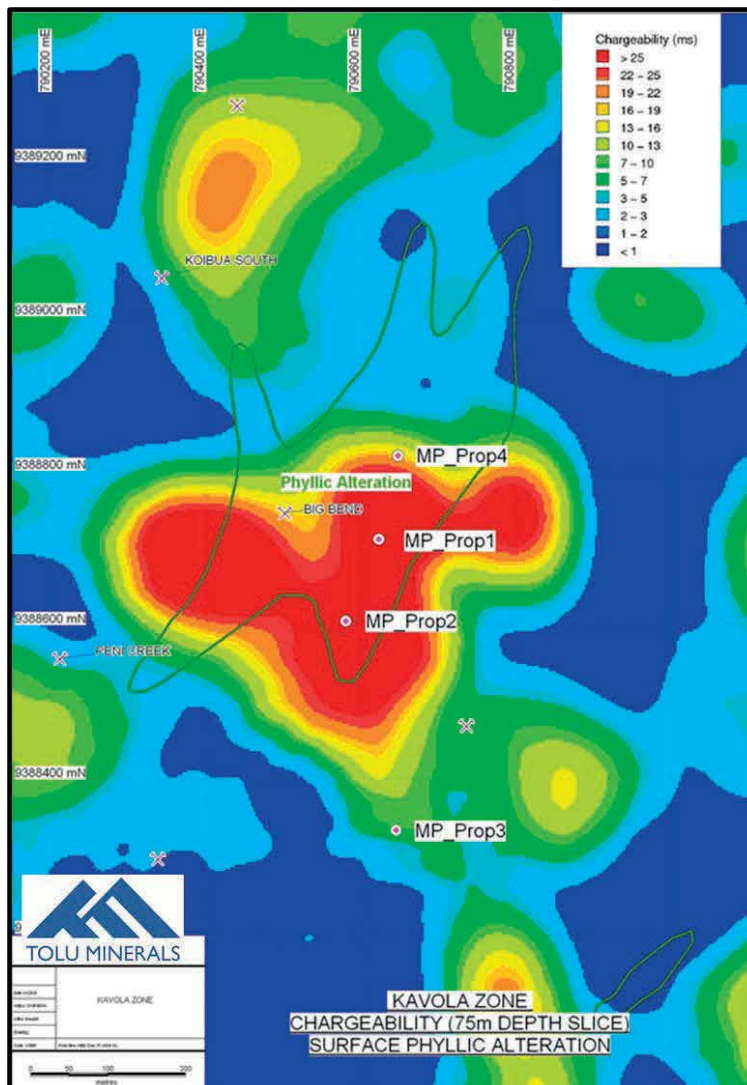 790200 mE
790400 mE
790600 mE
790800 mE
Chargeability (ms)
> 25
22 – 25
19 – 22
16 – 19
13 – 16
10 – 13
7 – 10
5 – 7
3 – 5
2 – 3
1 – 2
< 1
9389200 mN
KOIBUA SOUTH
9389000 mN
9388800 mN
MP_Prop4
Phyllic Alteration
BIG BEND
MP_Prop1
9388600 mN
MP_Prop2
PENI CREEK
9388400 mN
MP_Prop3
TOLU MINERALS
KAVOLA ZONE
KAVOLA ZONE
CHARGEABILITY (75m DEPTH SLICE)
SURFACE PHYLLIC ALTERATION
0 50 100 200
metres